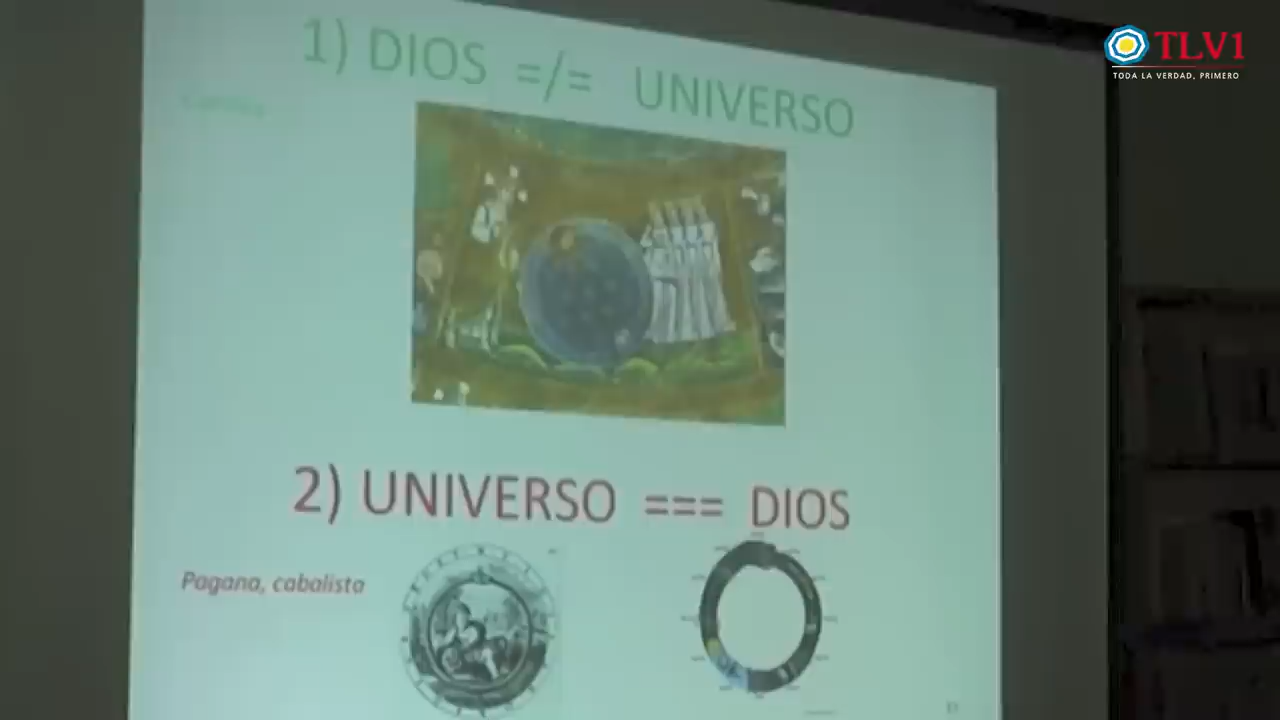 TLV1
TODA LA VERDAD, PRIMERO
1) DIOS =/= UNIVERSO
2) UNIVERSO === DIOS
Pagana, cabalista